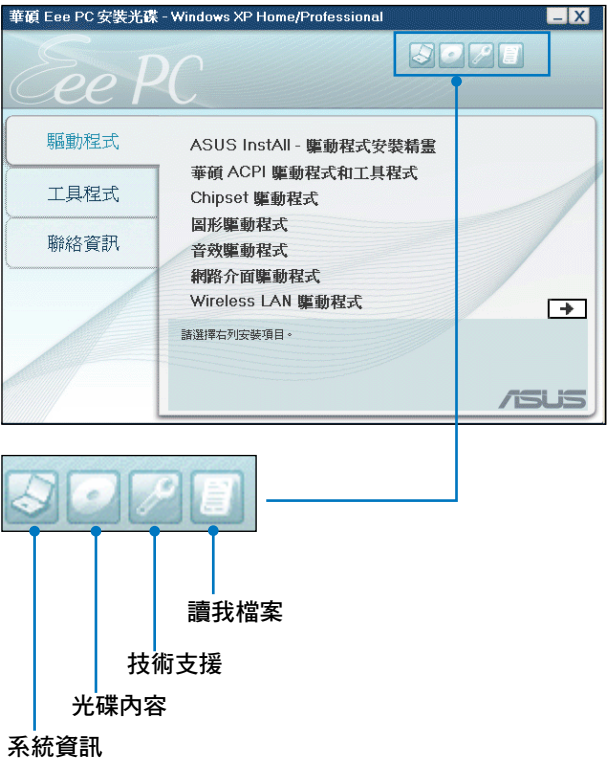 華碩 Eee PC 安裝光碟 - Windows XP Home/Professional
Eee PC
驅動程式
工具程式
聯絡資訊
ASUS InstAll - 驅動程式安裝精靈
華碩 ACPI 驅動程式和工具程式
Chipset 驅動程式
圖形驅動程式
音效驅動程式
網路介面驅動程式
Wireless LAN 驅動程式
請選擇右列安裝項目。
ASUS
讀我檔案
技術支援
光碟內容
系統資訊